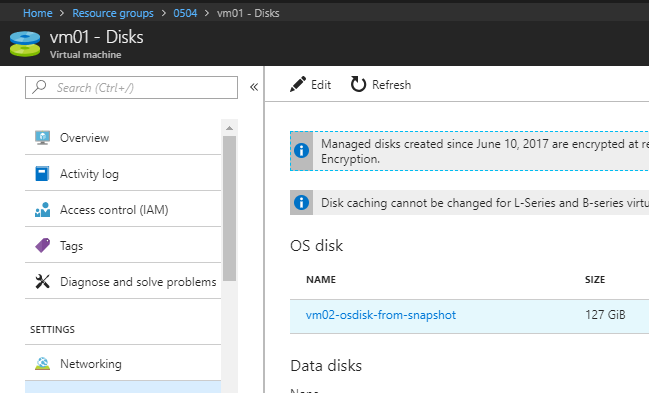 Home > Resource groups > 0504 > vm01 - Disks
vm01 - Disks
Virtual machine
Search (Ctrl+/)
«
Overview
Activity log
Access control (IAM)
Tags
Diagnose and solve problems
SETTINGS
Networking
Edit
Refresh
Managed disks created since June 10, 2017 are encrypted at re
Encryption.
Disk caching cannot be changed for L-Series and B-series virtu
OS disk
NAME SIZE
vm02-osdisk-from-snapshot 127 GiB
Data disks